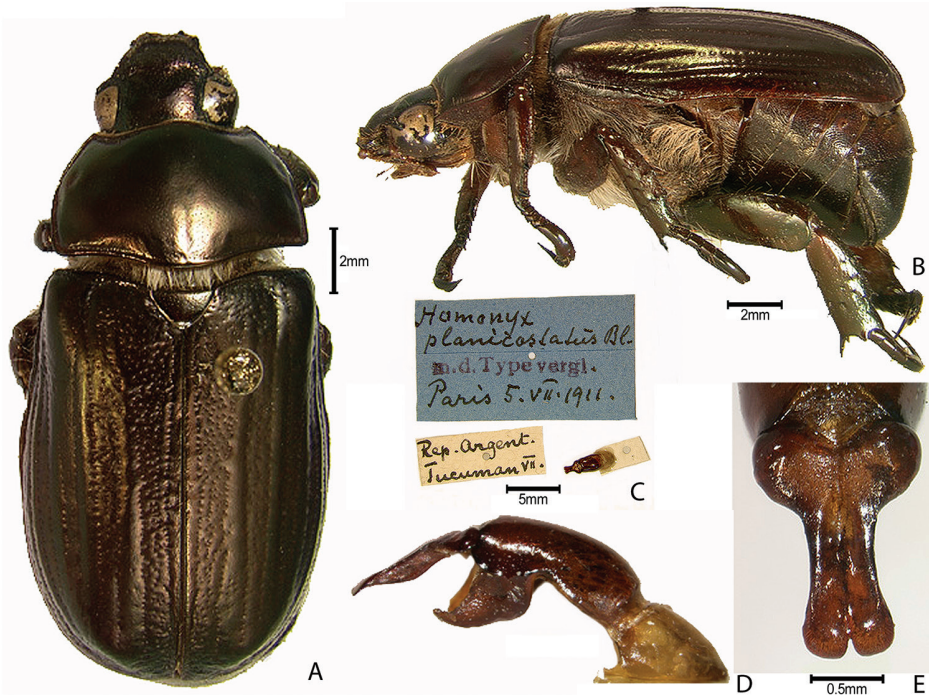 A
2mm
B
2mm
Homonyx
planicostatus Bl.
m.d. Type vergl.
Paris 5.VII.1911.
Rep. Argent.
Tucuman VII.
5mm
C
D
0.5mm
E